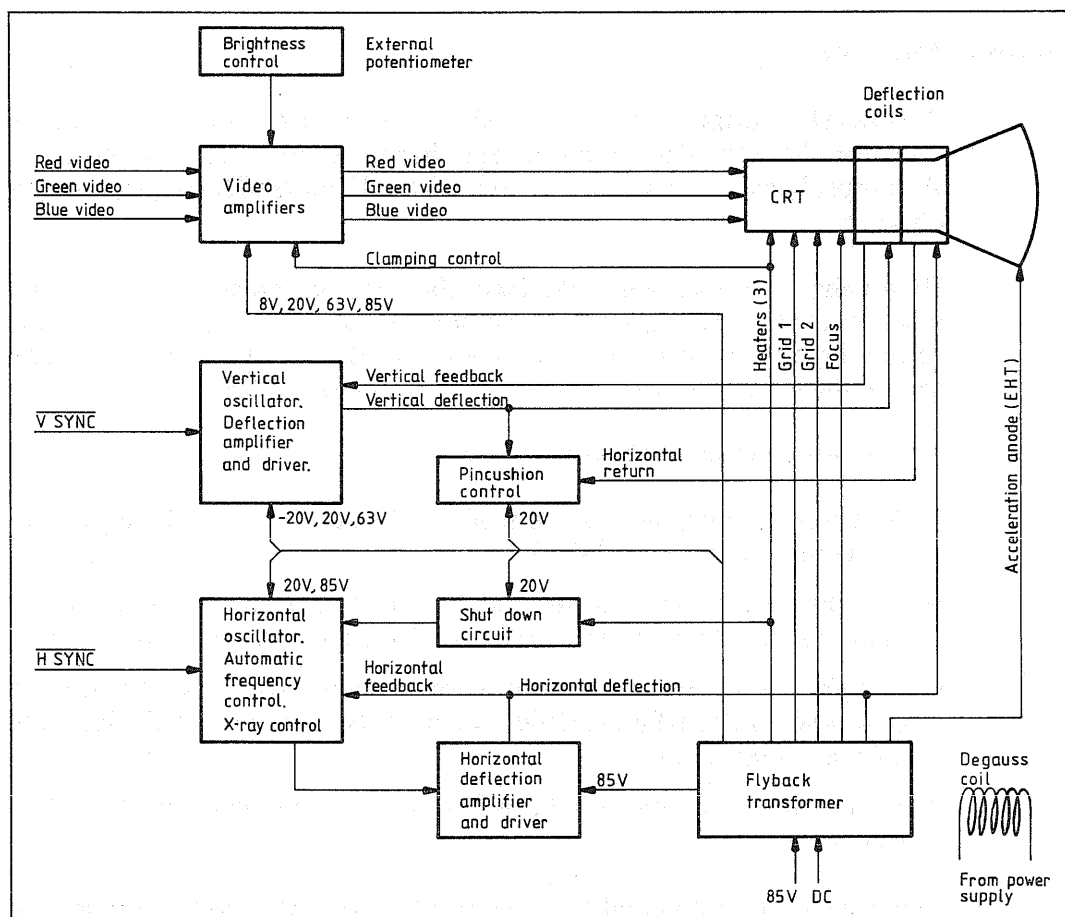 Brightness
control
External
potentiometer
Deflection
coils
Red video
Green video
Blue video
Video
amplifiers
Red video
Green video
Blue video
CRT
Clamping control
8V, 20V, 63V, 85V
Heaters (3)
Grid 1
Grid 2
Focus
Acceleration anode (EHT)
V SYNC
Vertical
oscillator.
Deflection
amplifier
and driver.
Vertical feedback
Vertical deflection
Pincushion
control
Horizontal
return
-20V, 20V, 63V
20V
20V, 85V
20V
H SYNC
Horizontal
oscillator.
Automatic
frequency
control.
X-ray control
Shut down
circuit
Horizontal
feedback
Horizontal deflection
Horizontal
deflection
amplifier
and driver
85V
Flyback
transformer
85V
DC
Degauss
coil
From power
supply